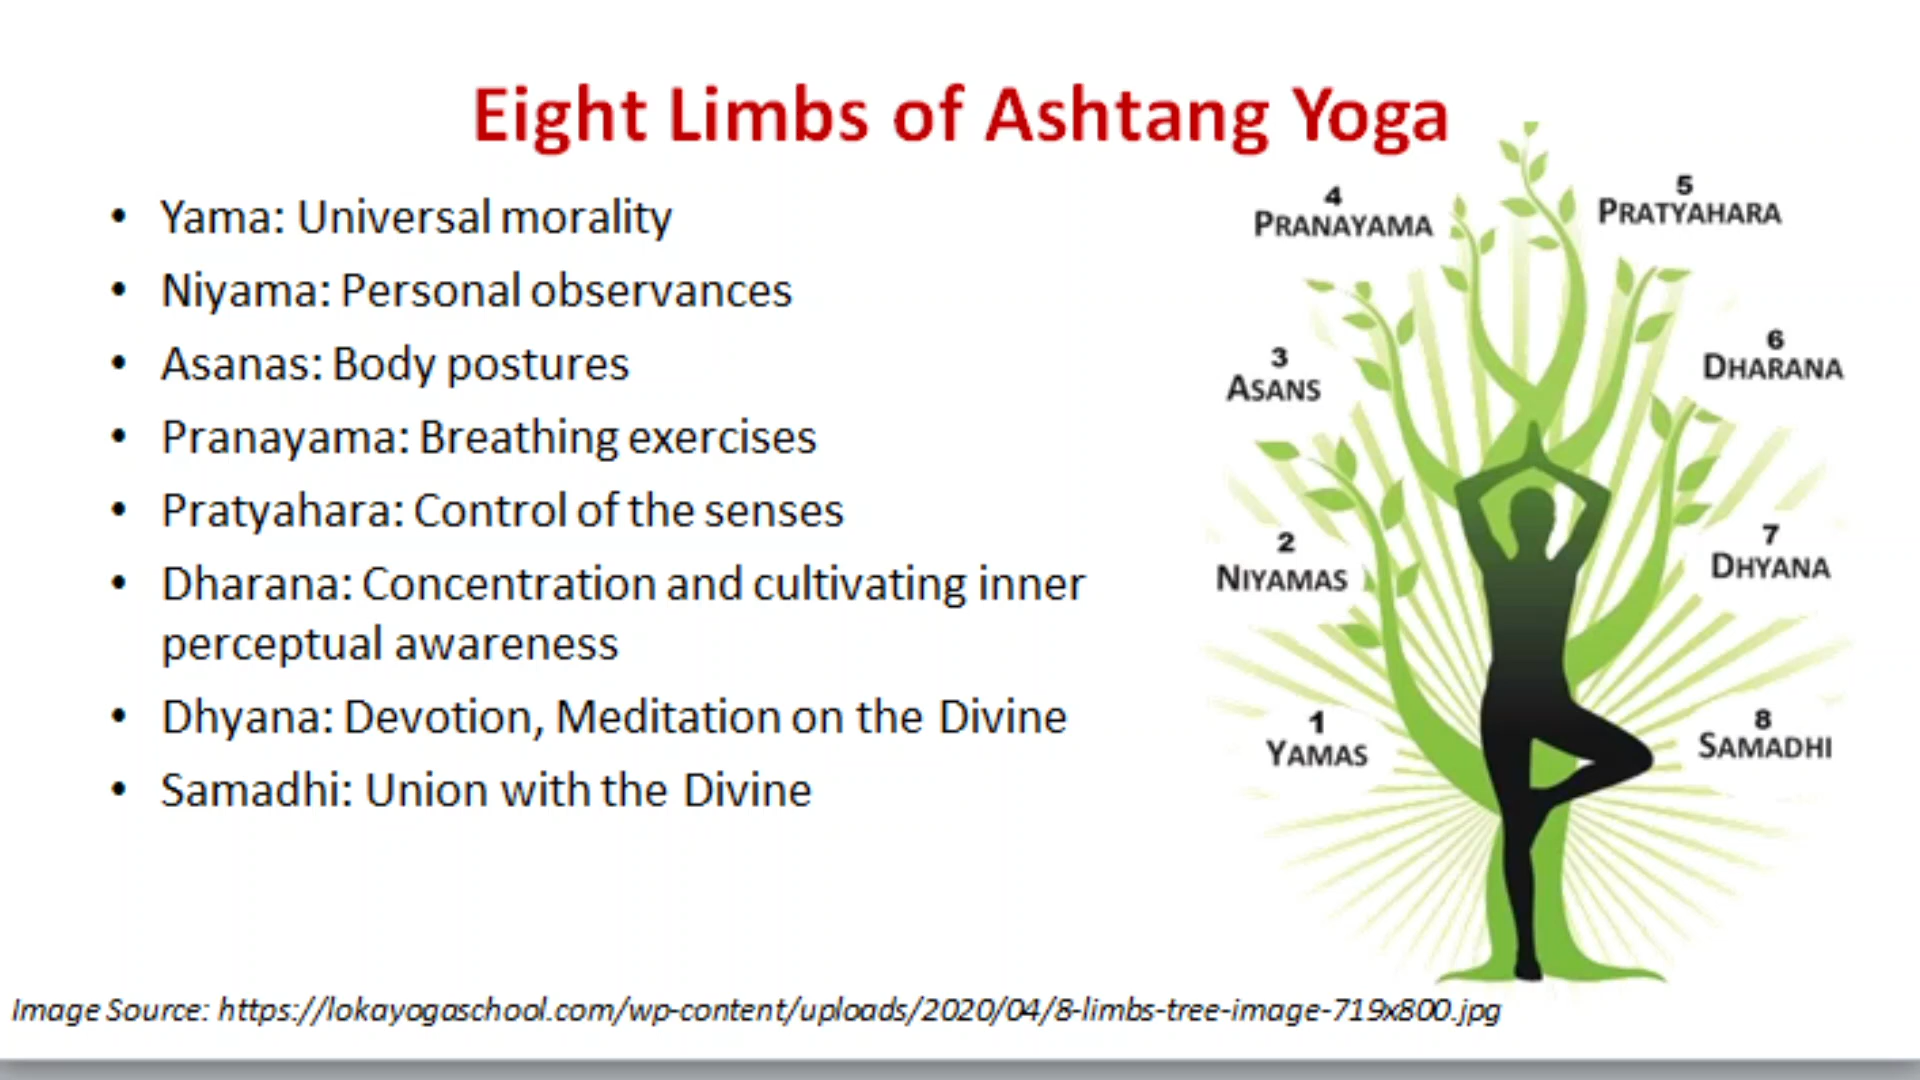 Eight Limbs of Ashtang Yoga
• Yama: Universal morality
• Niyama: Personal observances
• Asanas: Body postures
• Pranayama: Breathing exercises
• Pratyahara: Control of the senses
• Dharana: Concentration and cultivating inner
perceptual awareness
• Dhyana: Devotion, Meditation on the Divine
• Samadhi: Union with the Divine
4
PRANAYAMA
5
PRATYAHARA
3
ASANS
6
DHARANA
2
NIYAMAS
7
DHYANA
1
YAMAS
8
SAMADHI
Image Source: https://lokayogaschool.com/wp-content/uploads/2020/04/8-limbs-tree-image-719x800.jpg